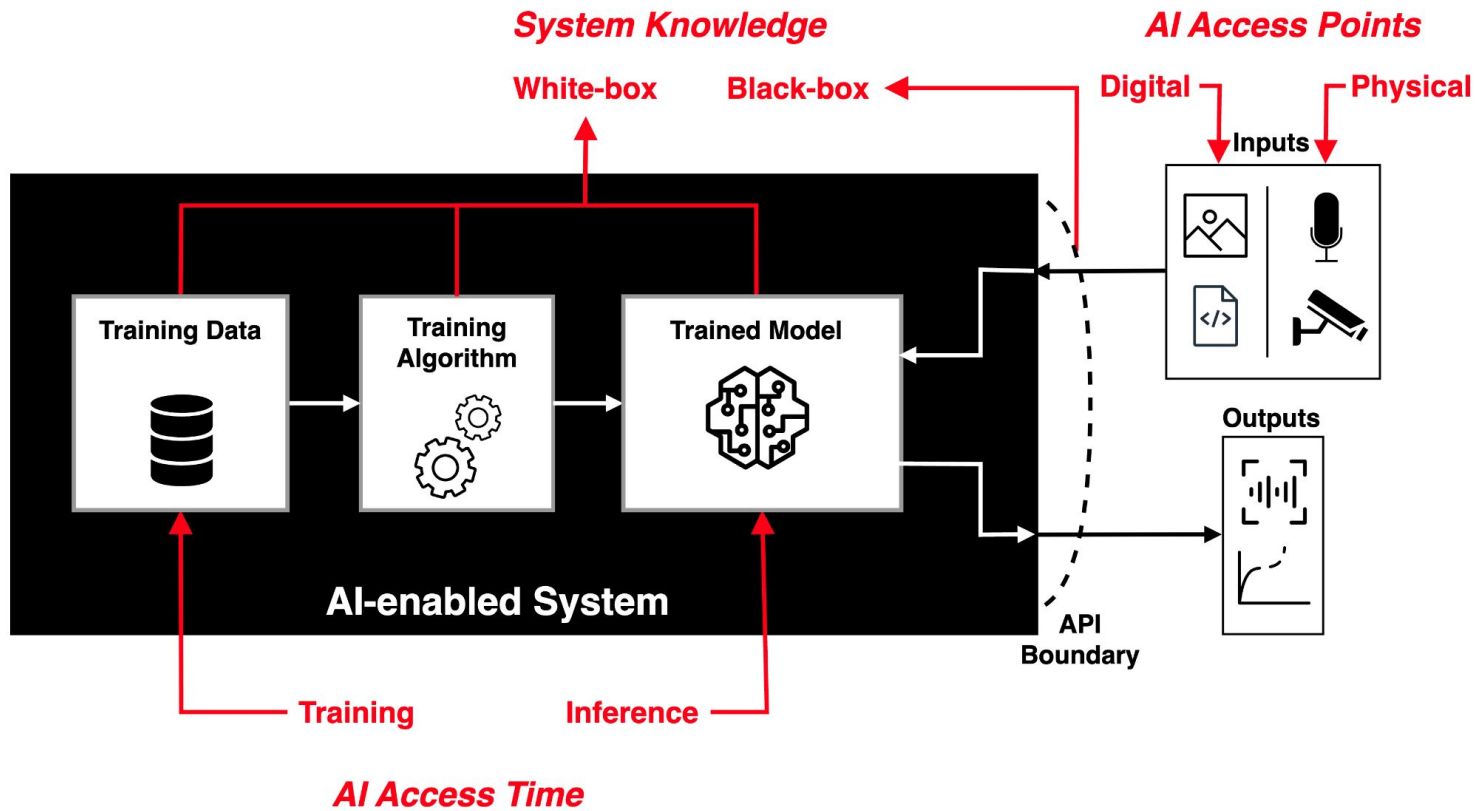 System Knowledge
AI Access Points
White-box
Black-box
Digital
Physical
Inputs
Training Data
Training
Algorithm
Trained Model
</>
Outputs
AI-enabled System
API
Boundary
Training
Inference
AI Access Time